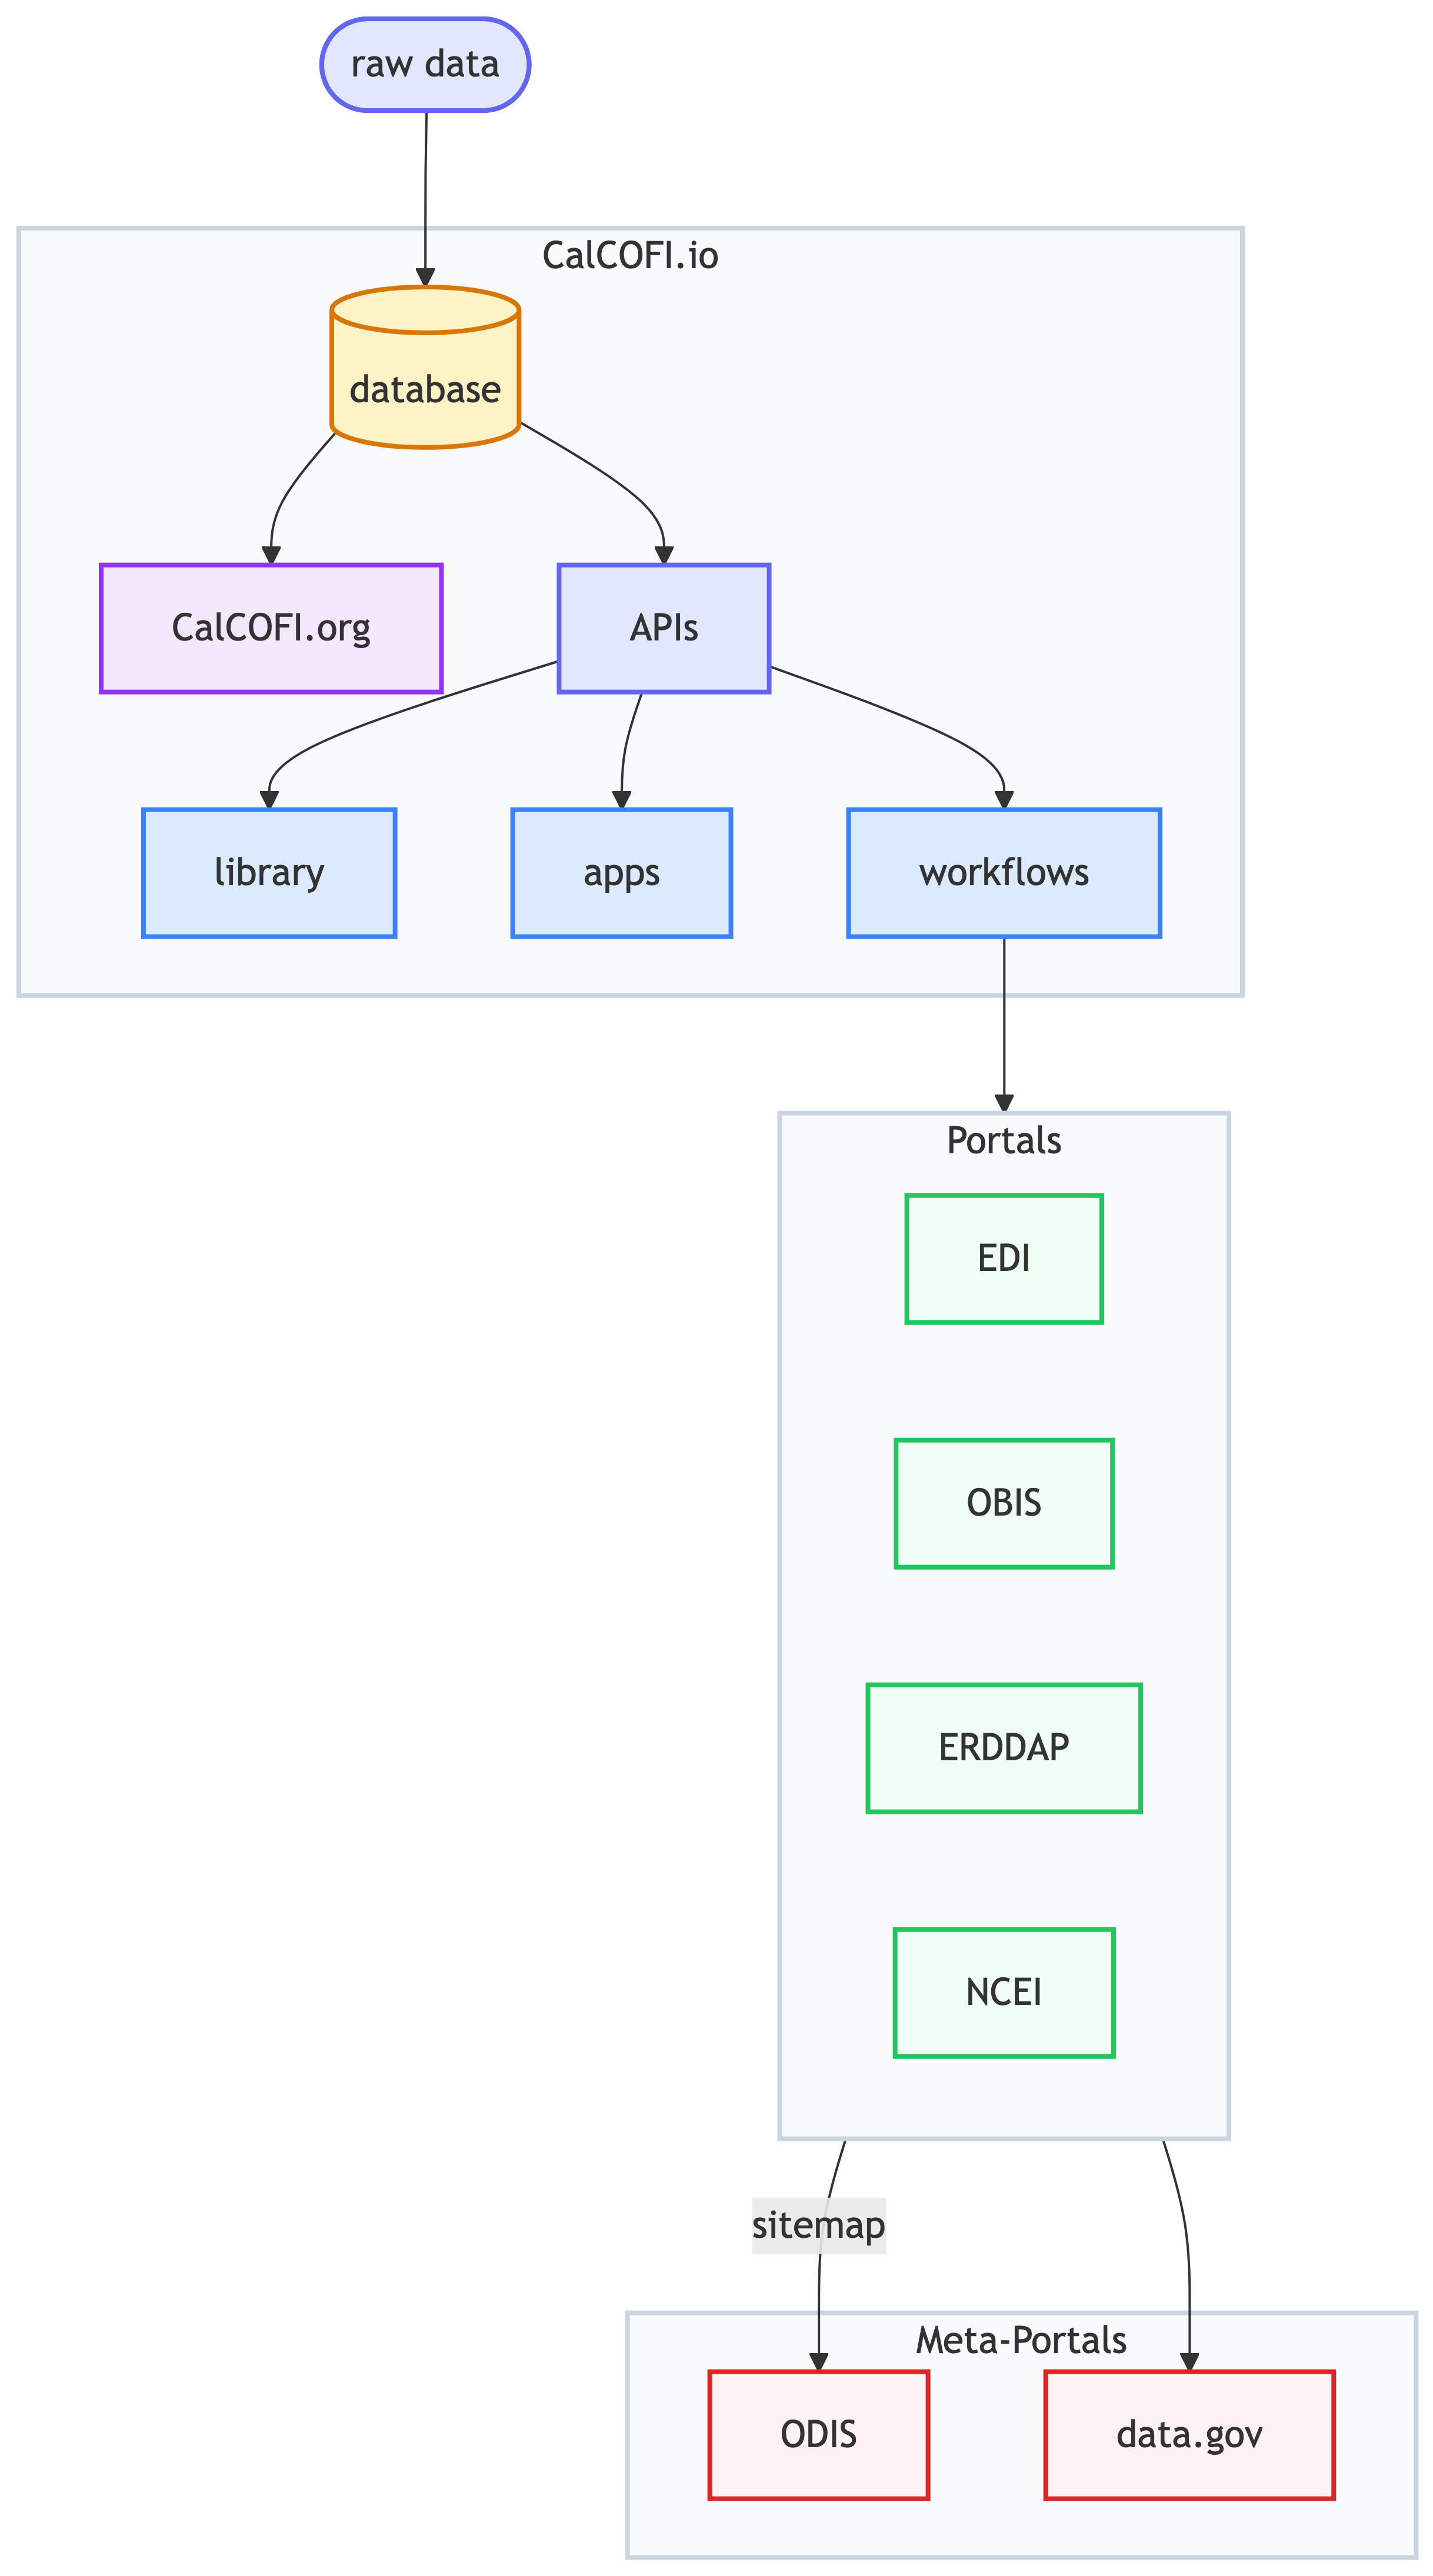 raw data
CalCOFI.io
database
CalCOFI.org
APIs
library
apps
workflows
Portals
EDI
OBIS
ERDDAP
NCEI
sitemap
Meta-Portals
ODIS
data.gov